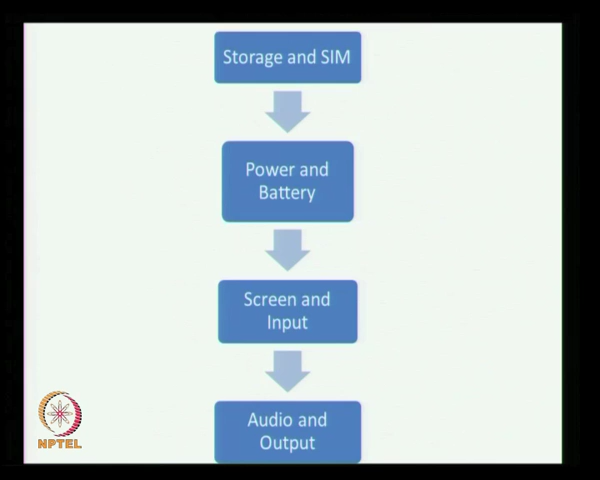 Storage and SIM
Power and
Battery
Screen and
Input
Audio and
Output
NPTEL